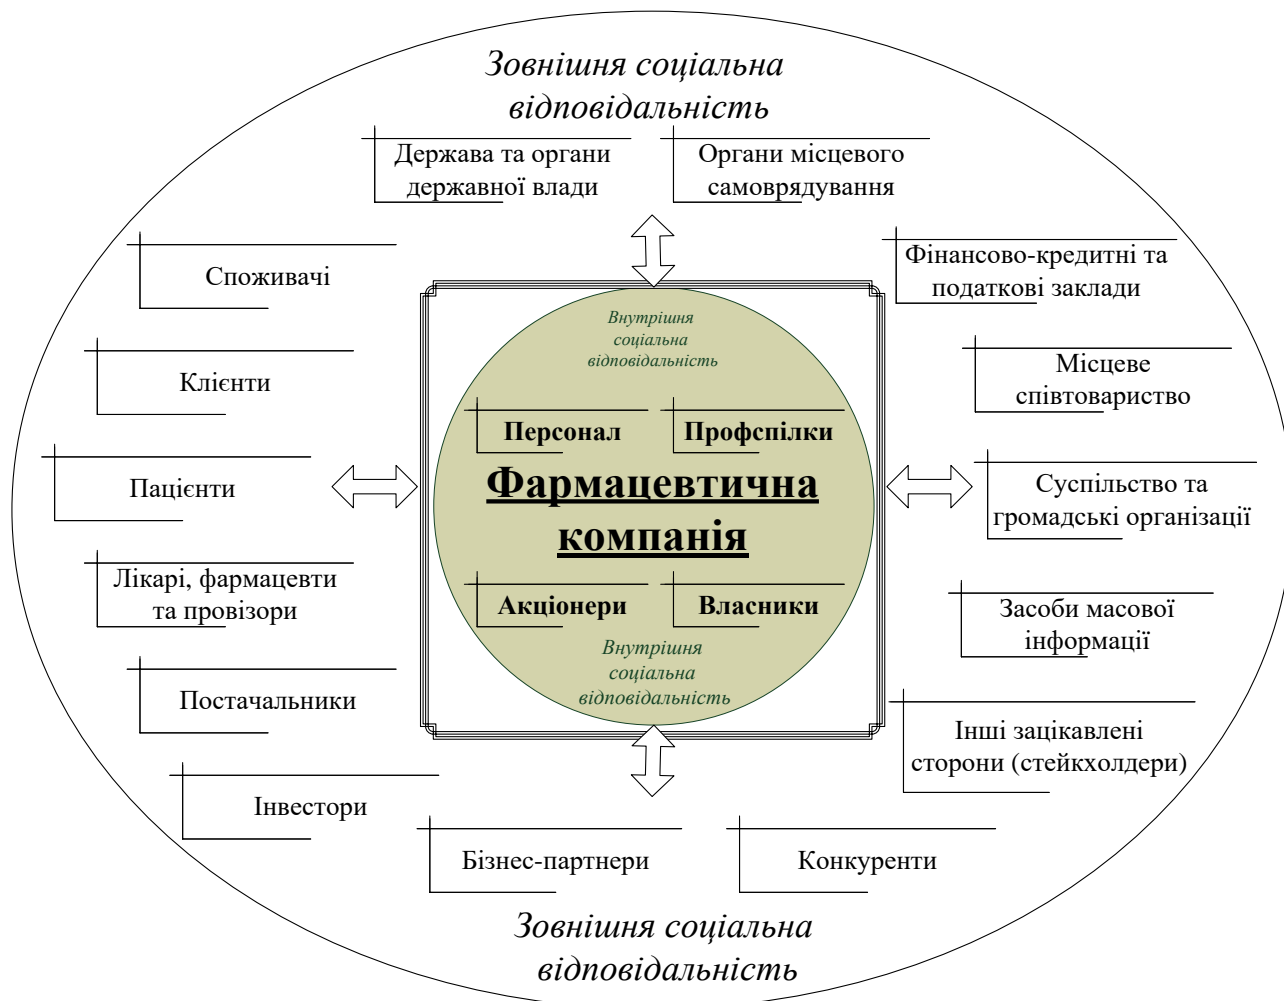 Зовнішня соціальна
відповідальність
Держава та органи
державної влади
Органи місцевого
самоврядування
Споживачі
Фінансово-кредитні та
податкові заклади
Клієнти
Місцеве
співтовариство
Пацієнти
Суспільство та
громадські організації
Лікарі, фармацевти
та провізори
Засоби масової
інформації
Постачальники
Інші зацікавлені
сторони (стейкхолдери)
Інвестори
Бізнес-партнери
Конкуренти
Внутрішня
соціальна
відповідальність
Персонал
Профспілки
Фармацевтична
компанія
Акціонери
Власники
Внутрішня
соціальна
відповідальність
Зовнішня соціальна
відповідальність